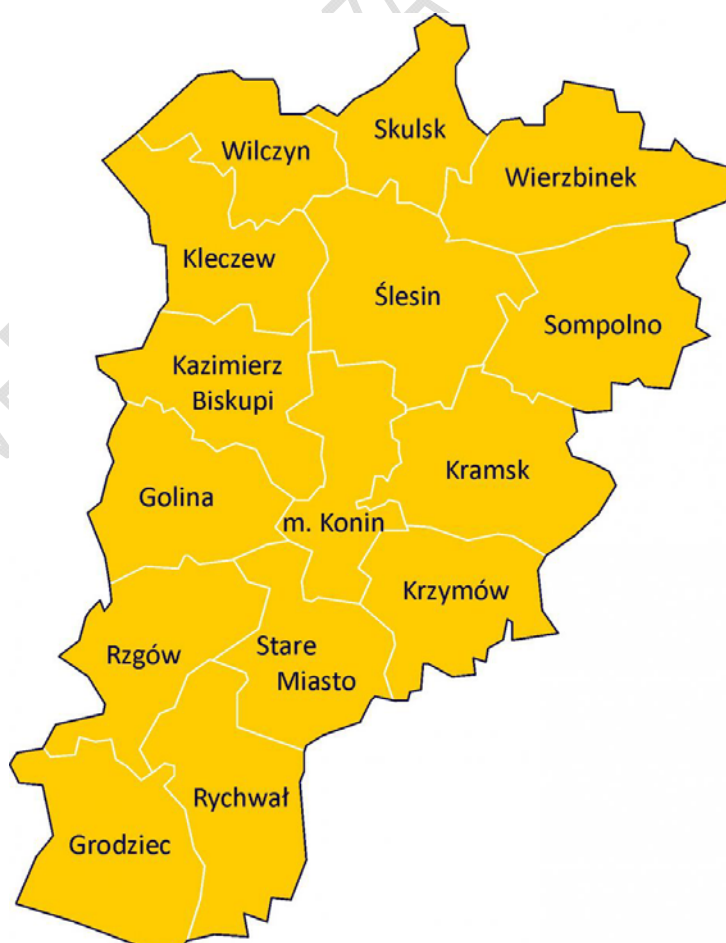 Skulsk
Wilczyn
Wierzbinek
Kleczew
Ślesin
Sompolno
Kazimierz
Biskupi
Kramsk
Golina
m. Konin
Krzymów
Stare
Miasto
Rzgów
Rychwał
Grodziec